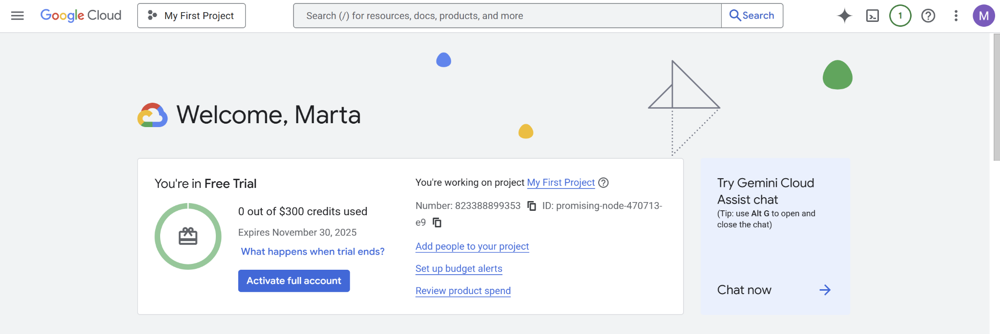 Google Cloud
My First Project
Search (/) for resources, docs, products, and more
Search
1
M
Welcome, Marta
You're in Free Trial
0 out of $300 credits used
Expires November 30, 2025
What happens when trial ends?
Activate full account
You're working on project My First Project
Number: 823388899353 ID: promising-node-470713-
e9
Add people to your project
Set up budget alerts
Review product spend
Try Gemini Cloud
Assist chat
(Tip: use Alt G to open and
close the chat)
Chat now